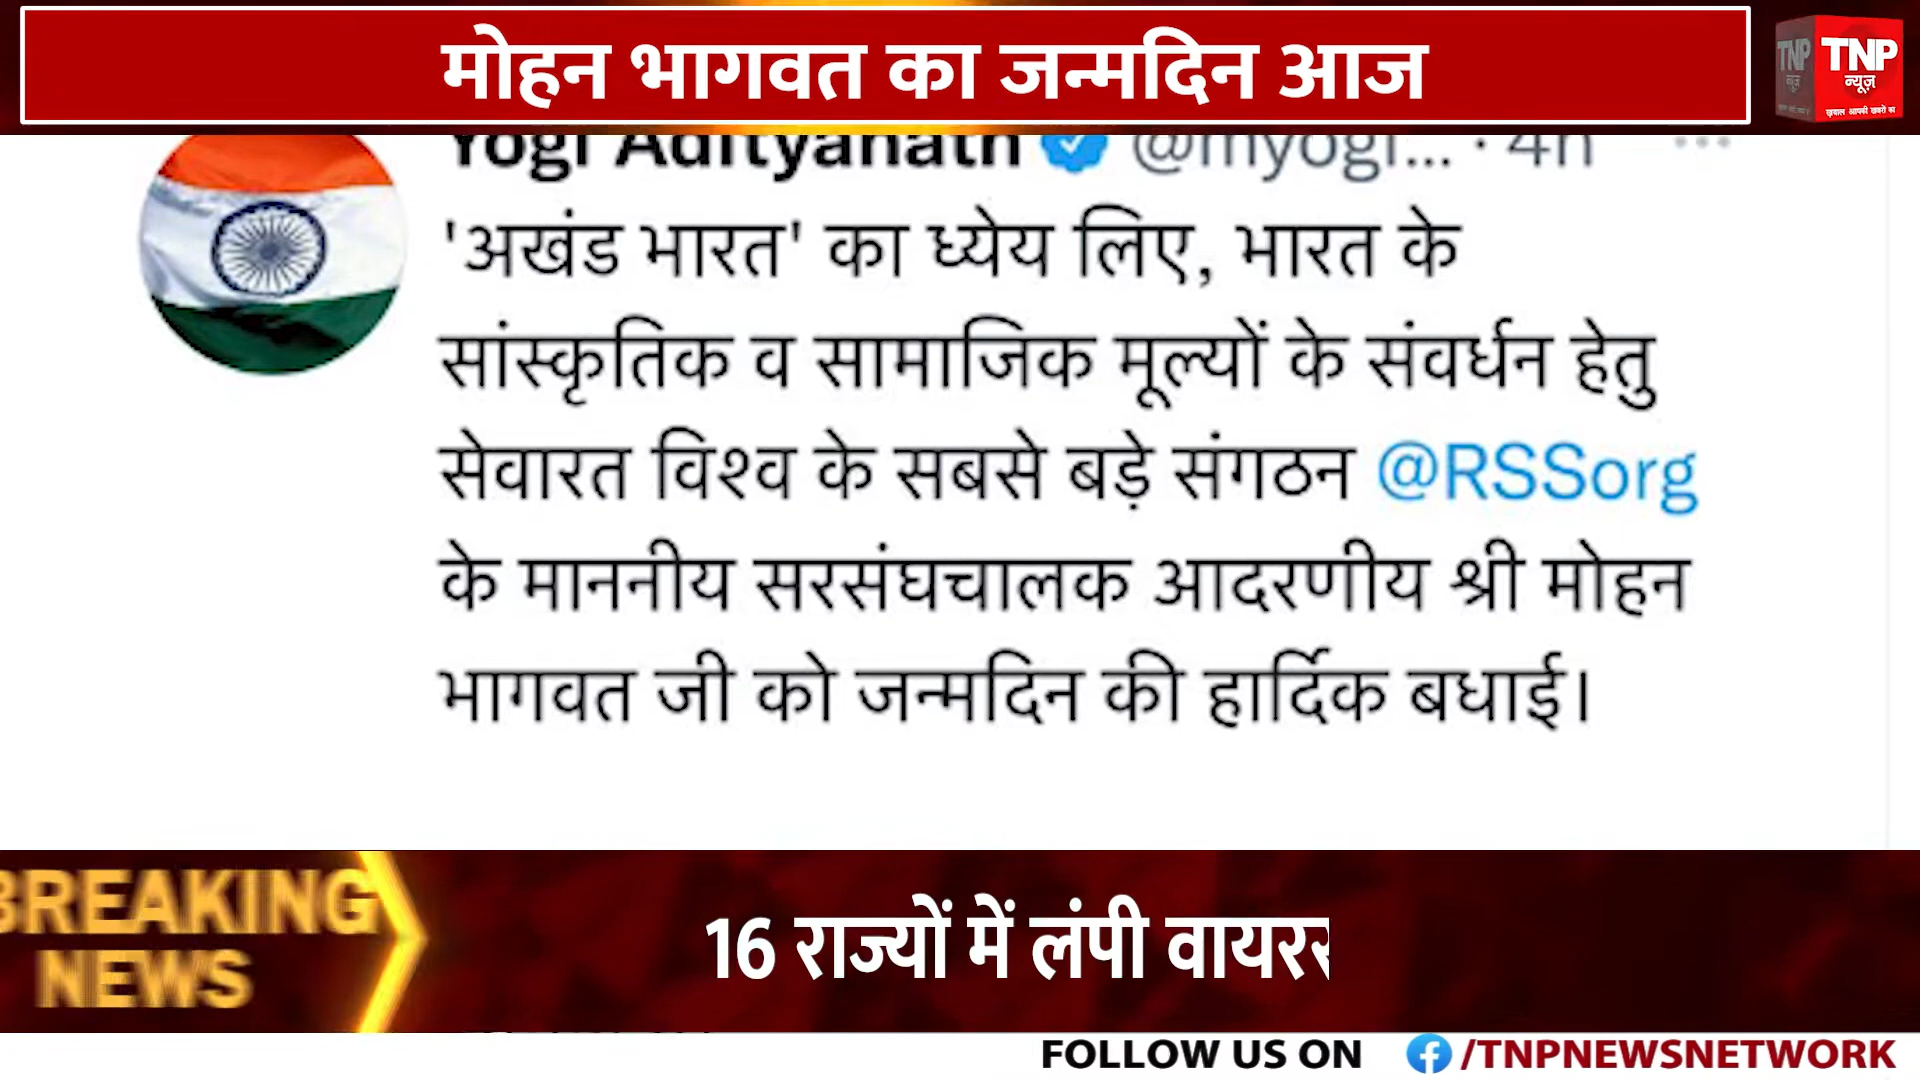 मोहन भागवत का जन्मदिन आज
TNP
न्यूज़
TNP
न्यूज़
Yogi Adityanath @myogi... · 4h
'अखंड भारत' का ध्येय लिए, भारत के
सांस्कृतिक व सामाजिक मूल्यों के संवर्धन हेतु
सेवारत विश्व के सबसे बड़े संगठन @RSSorg
के माननीय सरसंघचालक आदरणीय श्री मोहन
भागवत जी को जन्मदिन की हार्दिक बधाई।
BREAKING
NEWS
16 राज्यों में लंपी वायरस
FOLLOW US ON /TNPNEWSNETWORK